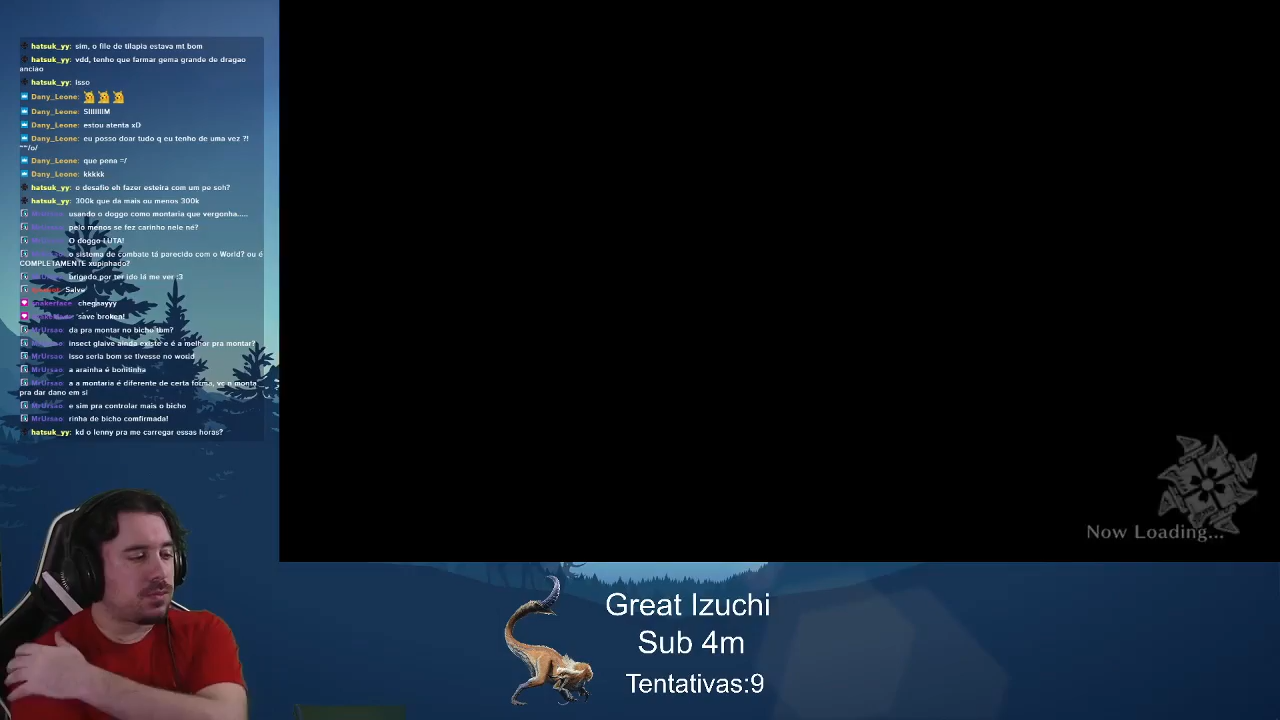 hatsuk_yy: sim, o file de tilapia estava mt bom
hatsuk_yy: vdd, tenho que farmar gema grande de dragao
anciao
hatsuk_yy: Isso
Dany_Leone:
Dany_Leone: SIIIIIIM
Dany_Leone: estou atenta xD
Dany_Leone: eu posso doar tudo q eu tenho de uma vez ?!
^^/o/
Dany_Leone: que pena =/
Dany_Leone: kkkkk
hatsuk_yy: o desafio eh fazer esteira com um pe soh?
hatsuk_yy: 300k que da mais ou menos 300k
MrUrsao: usando o doggo como montaria que vergonha.....
MrUrsao: pelo menos se fez carinho nele né?
MrUrsao: O doggo LUTA!
MrUrsao: o sistema de combate tá parecido com o World? ou é
COMPLETAMENTE xupinhado?
MrUrsao: brigado por ter ido lá me ver :3
Salve
chegaayyy
save broken!
MrUrsao: da pra montar no bicho tbm?
MrUrsao: insect glaive ainda existe e é a melhor pra montar?
MrUrsao: isso seria bom se tivesse no world
MrUrsao: a arainha é bonitinha
MrUrsao: a a montaria é diferente de certa forma, vc o monta
pra dar dano em si
MrUrsao: e sim pra controlar mais o bicho
MrUrsao: rinha de bicho comfirmada!
hatsuk_yy: kd o lenny pra me carregar essas horas?
Now Loading...
Great Izuchi
Sub 4m
Tentativas:9